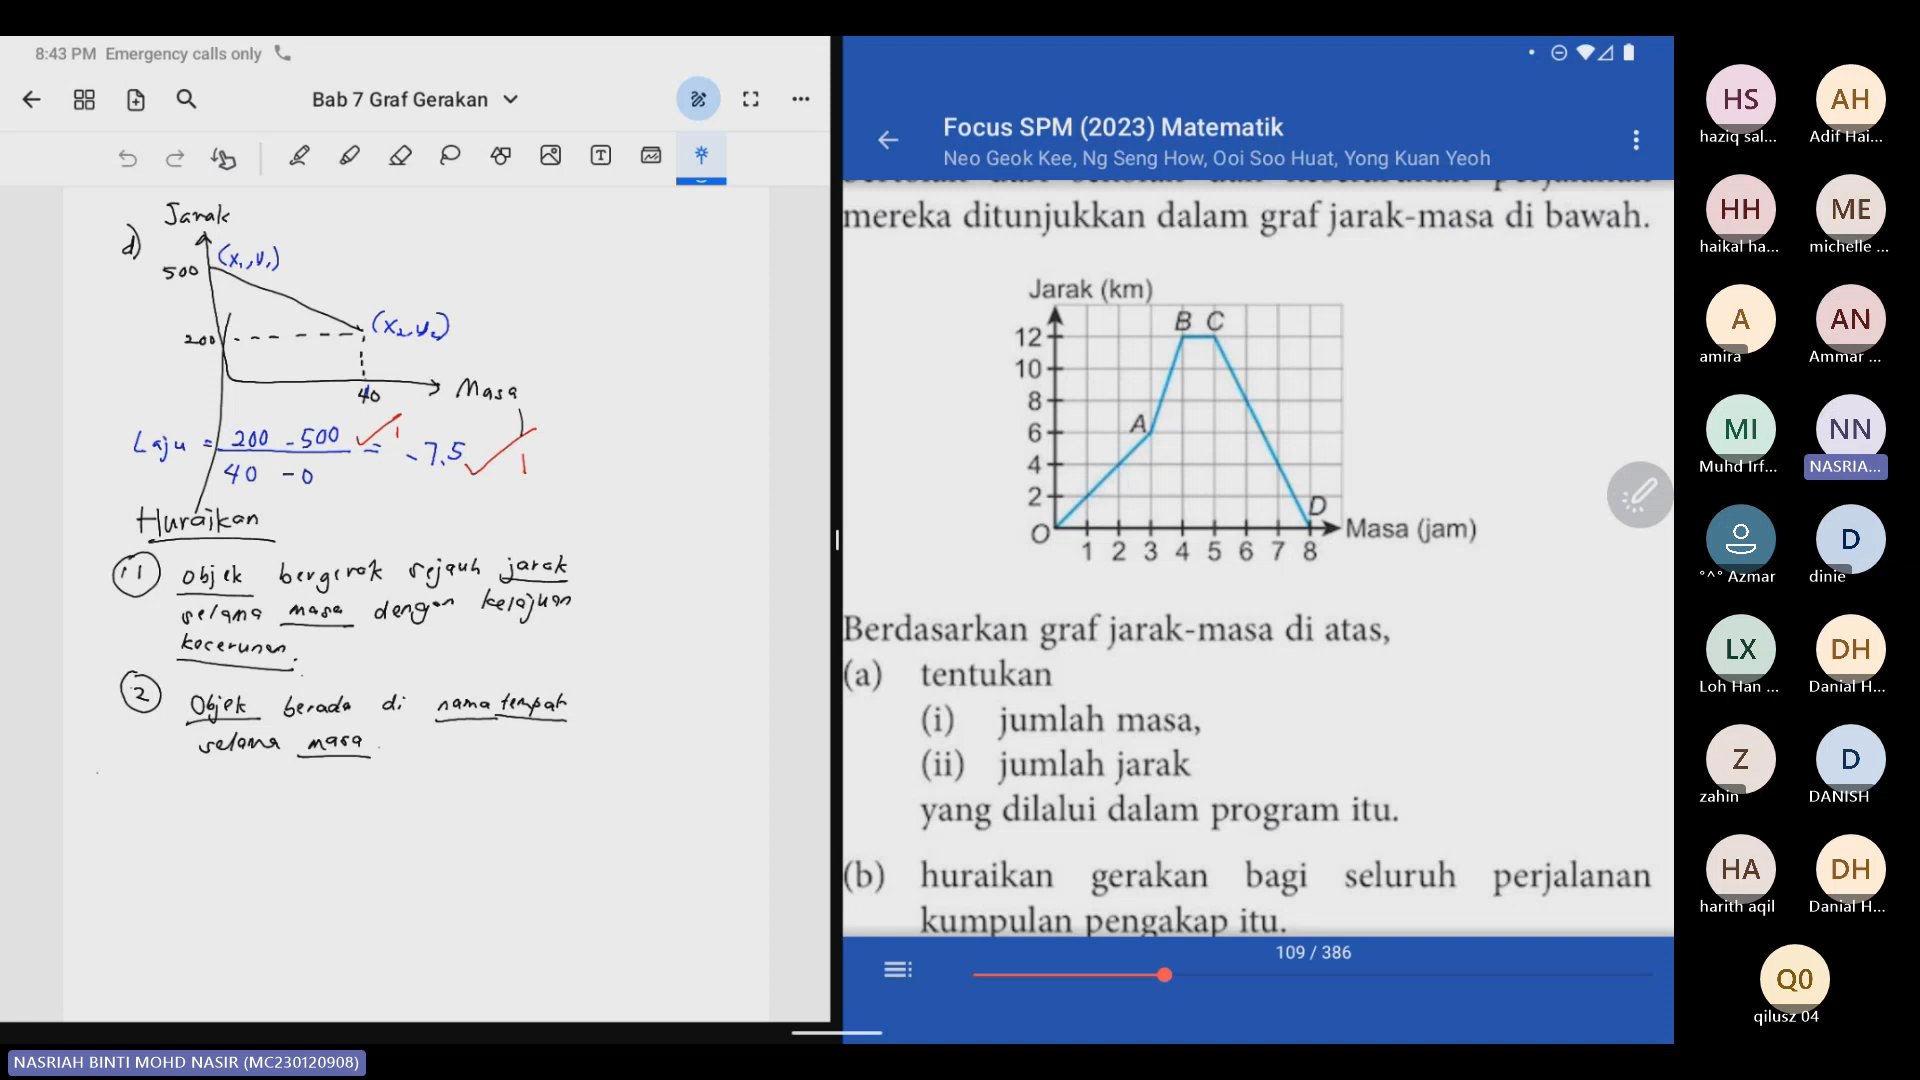 8:43 PM Emergency calls only
Bab 7 Graf Gerakan
d)
Jarak
500
(x₁, y₁)
200
(x₂, y₂)
40
Masa
Laju = 200 - 500 = - 7.5
40 - 0
1
1
Huraikan
1 objek bergerak sejauh jarak
selama masa dengan kelajuan
kecerunan.
2 Objek berada di nama tempat
selama masa.
Focus SPM (2023) Matematik
Neo Geok Kee, Ng Seng How, Ooi Soo Huat, Yong Kuan Yeoh
mereka ditunjukkan dalam graf jarak-masa di bawah.
Jarak (km)
B C
12
10
8
A
6
4
2
D
O
Masa (jam)
1 2 3 4 5 6 7 8
Berdasarkan graf jarak-masa di atas,
(a) tentukan
(i) jumlah masa,
(ii) jumlah jarak
yang dilalui dalam program itu.
(b) huraikan gerakan bagi seluruh perjalanan
kumpulan pengakap itu.
109 / 386
HS AH
haziq sal... Adif Hai...
HH ME
haikal ha... michelle ...
A AN
amira Ammar ...
MI NN
Muhd Irf... NASRIA...
D
°^° Azmar dinie
LX DH
Loh Han ... Danial H...
Z D
zahin DANISH
HA DH
harith aqil Danial H...
Q0
qilusz 04
NASRIAH BINTI MOHD NASIR (MC230120908)